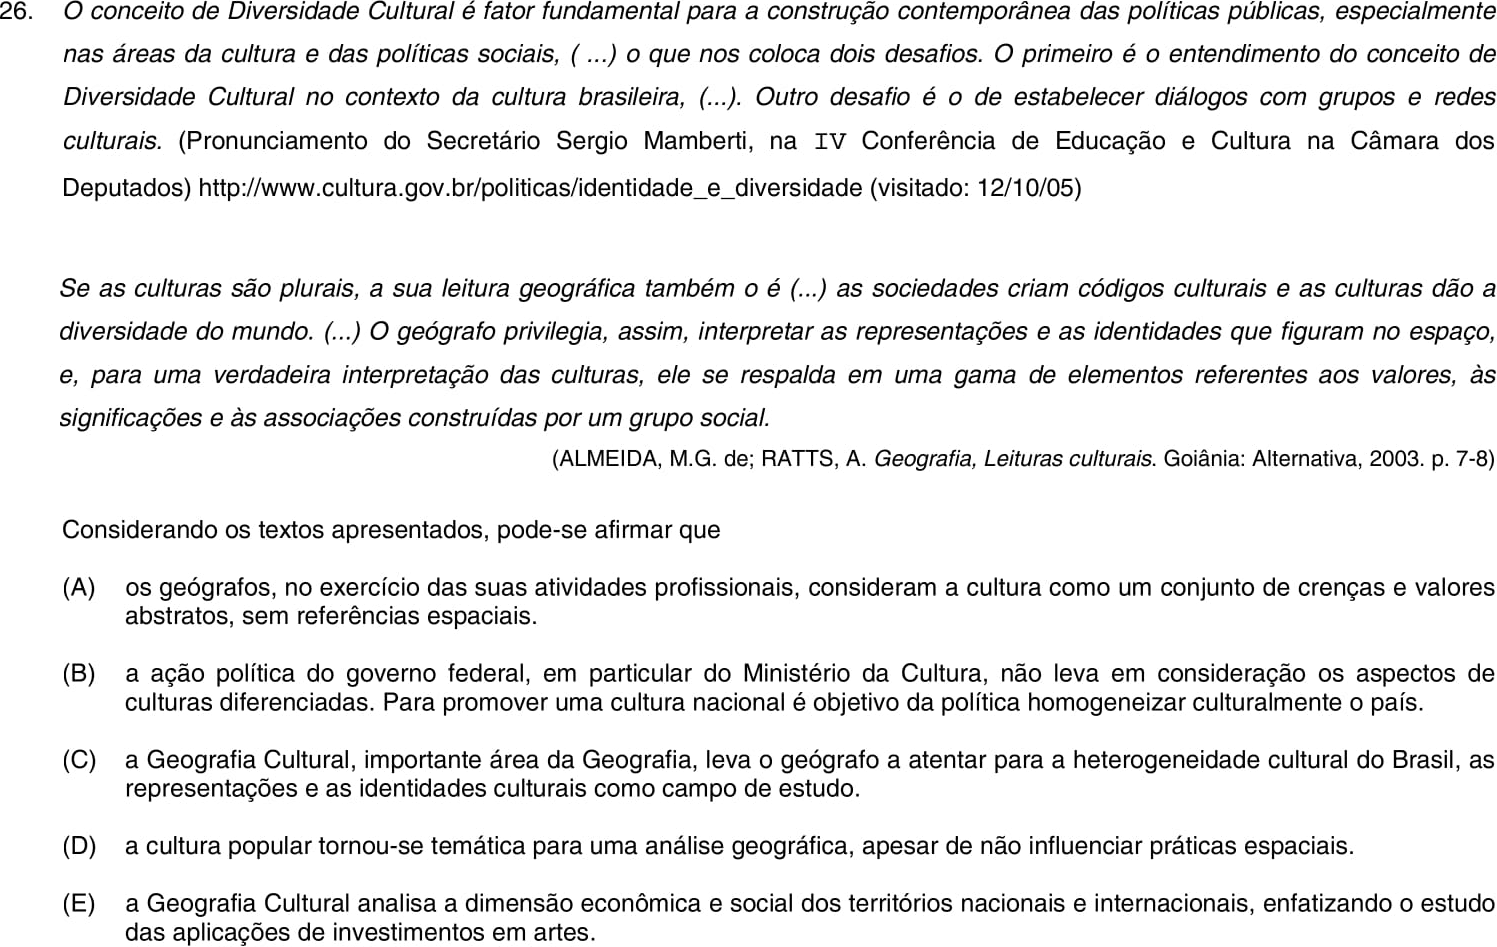 26. O conceito de Diversidade Cultural é fator fundamental para a construção contemporânea das políticas públicas, especialmente
nas áreas da cultura e das políticas sociais, ( ...) o que nos coloca dois desafios. O primeiro é o entendimento do conceito de
Diversidade Cultural no contexto da cultura brasileira, (...). Outro desafio é o de estabelecer diálogos com grupos e redes
culturais. (Pronunciamento do Secretário Sergio Mamberti, na IV Conferência de Educação e Cultura na Câmara dos
Deputados) http://www.cultura.gov.br/politicas/identidade_e_diversidade (visitado: 12/10/05)
Se as culturas são plurais, a sua leitura geográfica também o é (...) as sociedades criam códigos culturais e as culturas dão a
diversidade do mundo. (...) O geógrafo privilegia, assim, interpretar as representações e as identidades que figuram no espaço,
e, para uma verdadeira interpretação das culturas, ele se respalda em uma gama de elementos referentes aos valores, às
significações e às associações construídas por um grupo social.
(ALMEIDA, M.G. de; RATTS, A. Geografia, Leituras culturais. Goiânia: Alternativa, 2003. p. 7-8)
Considerando os textos apresentados, pode-se afirmar que
(A) os geógrafos, no exercício das suas atividades profissionais, consideram a cultura como um conjunto de crenças e valores
abstratos, sem referências espaciais.
(B) a ação política do governo federal, em particular do Ministério da Cultura, não leva em consideração os aspectos de
culturas diferenciadas. Para promover uma cultura nacional é objetivo da política homogeneizar culturalmente o país.
(C) a Geografia Cultural, importante área da Geografia, leva o geógrafo a atentar para a heterogeneidade cultural do Brasil, as
representações e as identidades culturais como campo de estudo.
(D) a cultura popular tornou-se temática para uma análise geográfica, apesar de não influenciar práticas espaciais.
(E) a Geografia Cultural analisa a dimensão econômica e social dos territórios nacionais e internacionais, enfatizando o estudo
das aplicações de investimentos em artes.